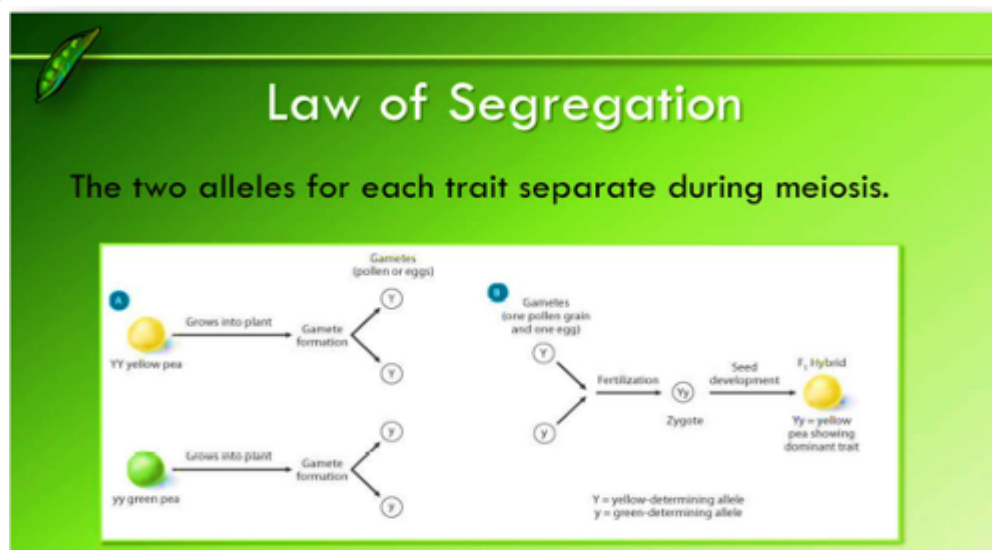 Law of Segregation
The two alleles for each trait separate during meiosis.
A
Gametes
(pollen or eggs)
Y
Grows into plant
Gamete
formation
YY yellow pea
Y
y
Grows into plant
Gamete
formation
yy green pea
y
B
Gametes
(one pollen grain
and one egg)
Y
Fertilization
Yy
Zygote
Seed
development
F₁ Hybrid
y
Yy = yellow
pea showing
dominant trait
Y = yellow-determining allele
y = green-determining allele